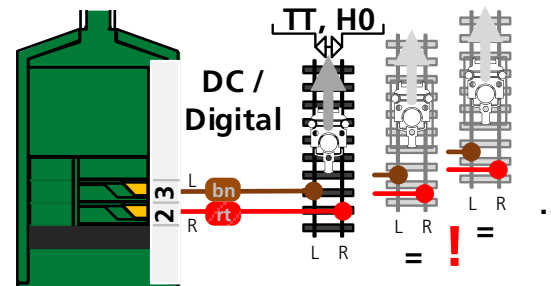 TT, H0
DC /
Digital
3 L bn
2 R rt
L R
L R
L R
= ! = ..